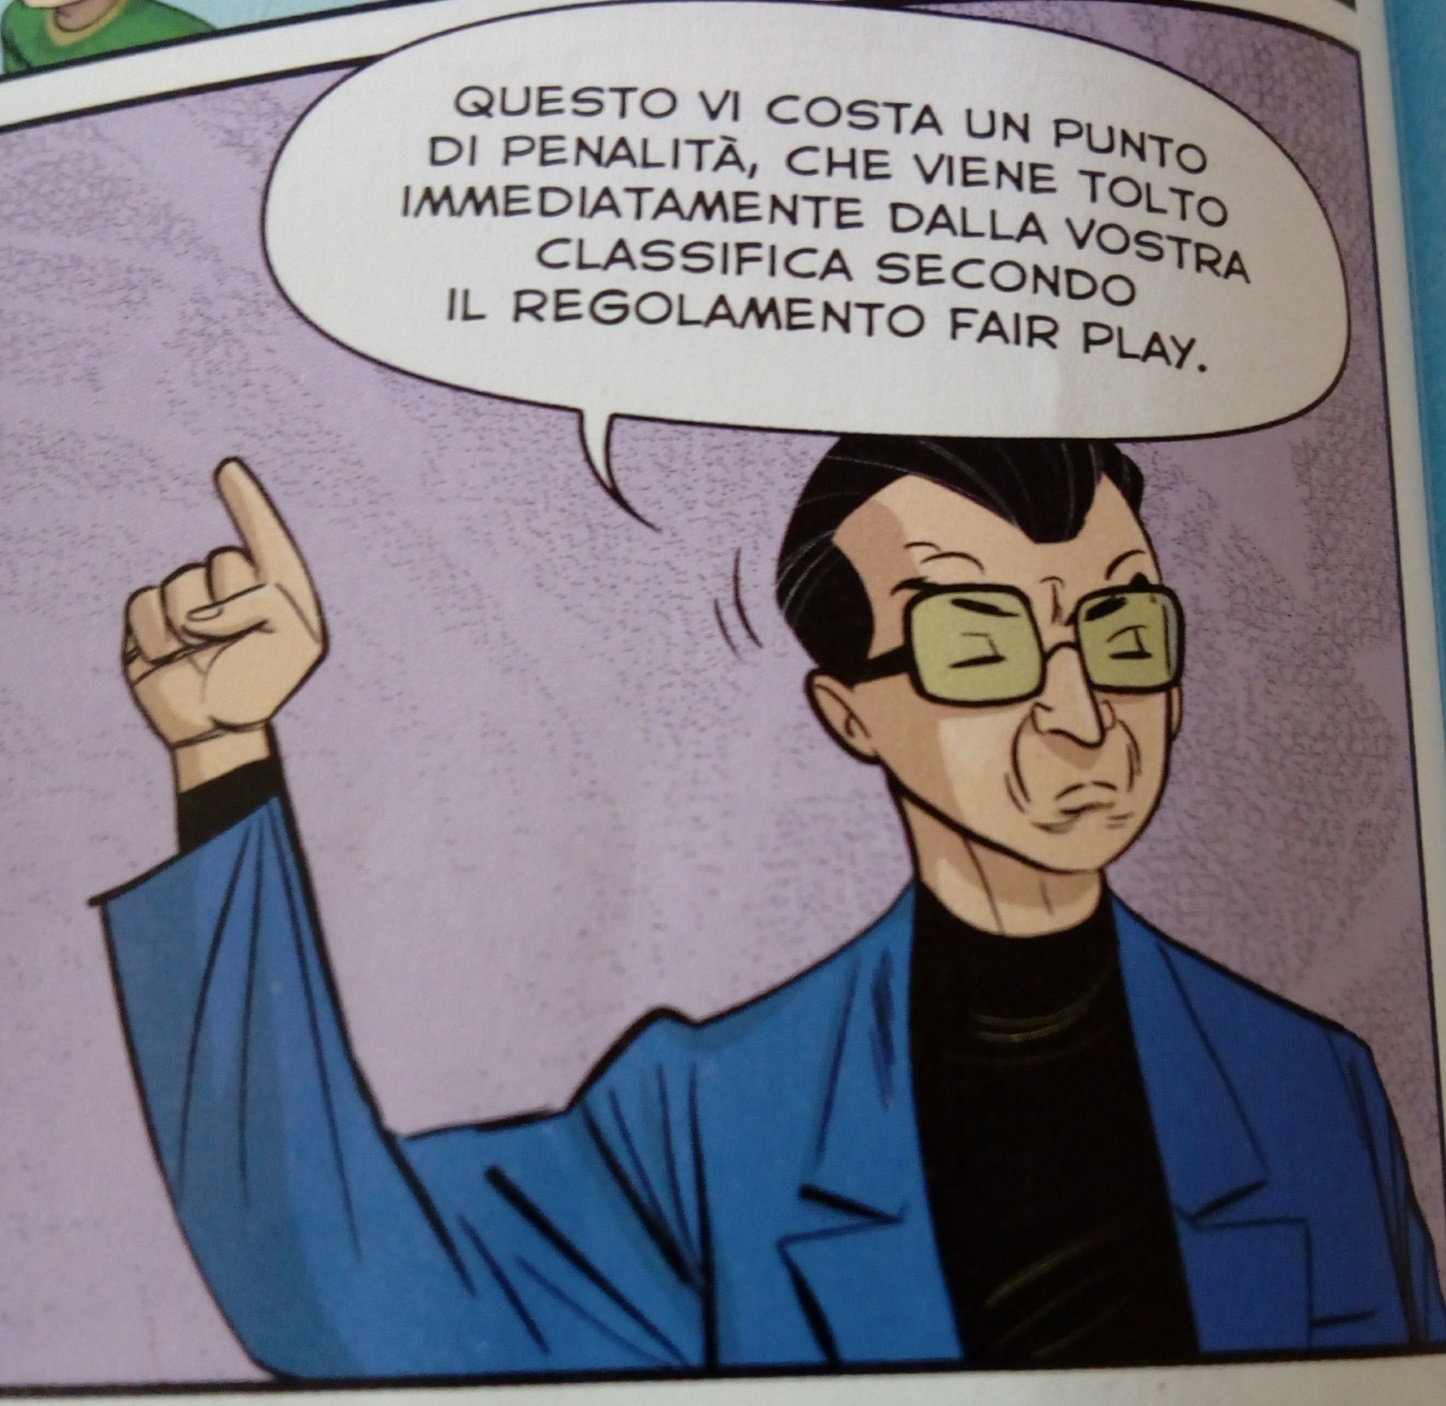 QUESTO VI COSTA UN PUNTO
DI PENALITÀ, CHE VIENE TOLTO
IMMEDIATAMENTE DALLA VOSTRA
CLASSIFICA SECONDO
IL REGOLAMENTO FAIR PLAY.